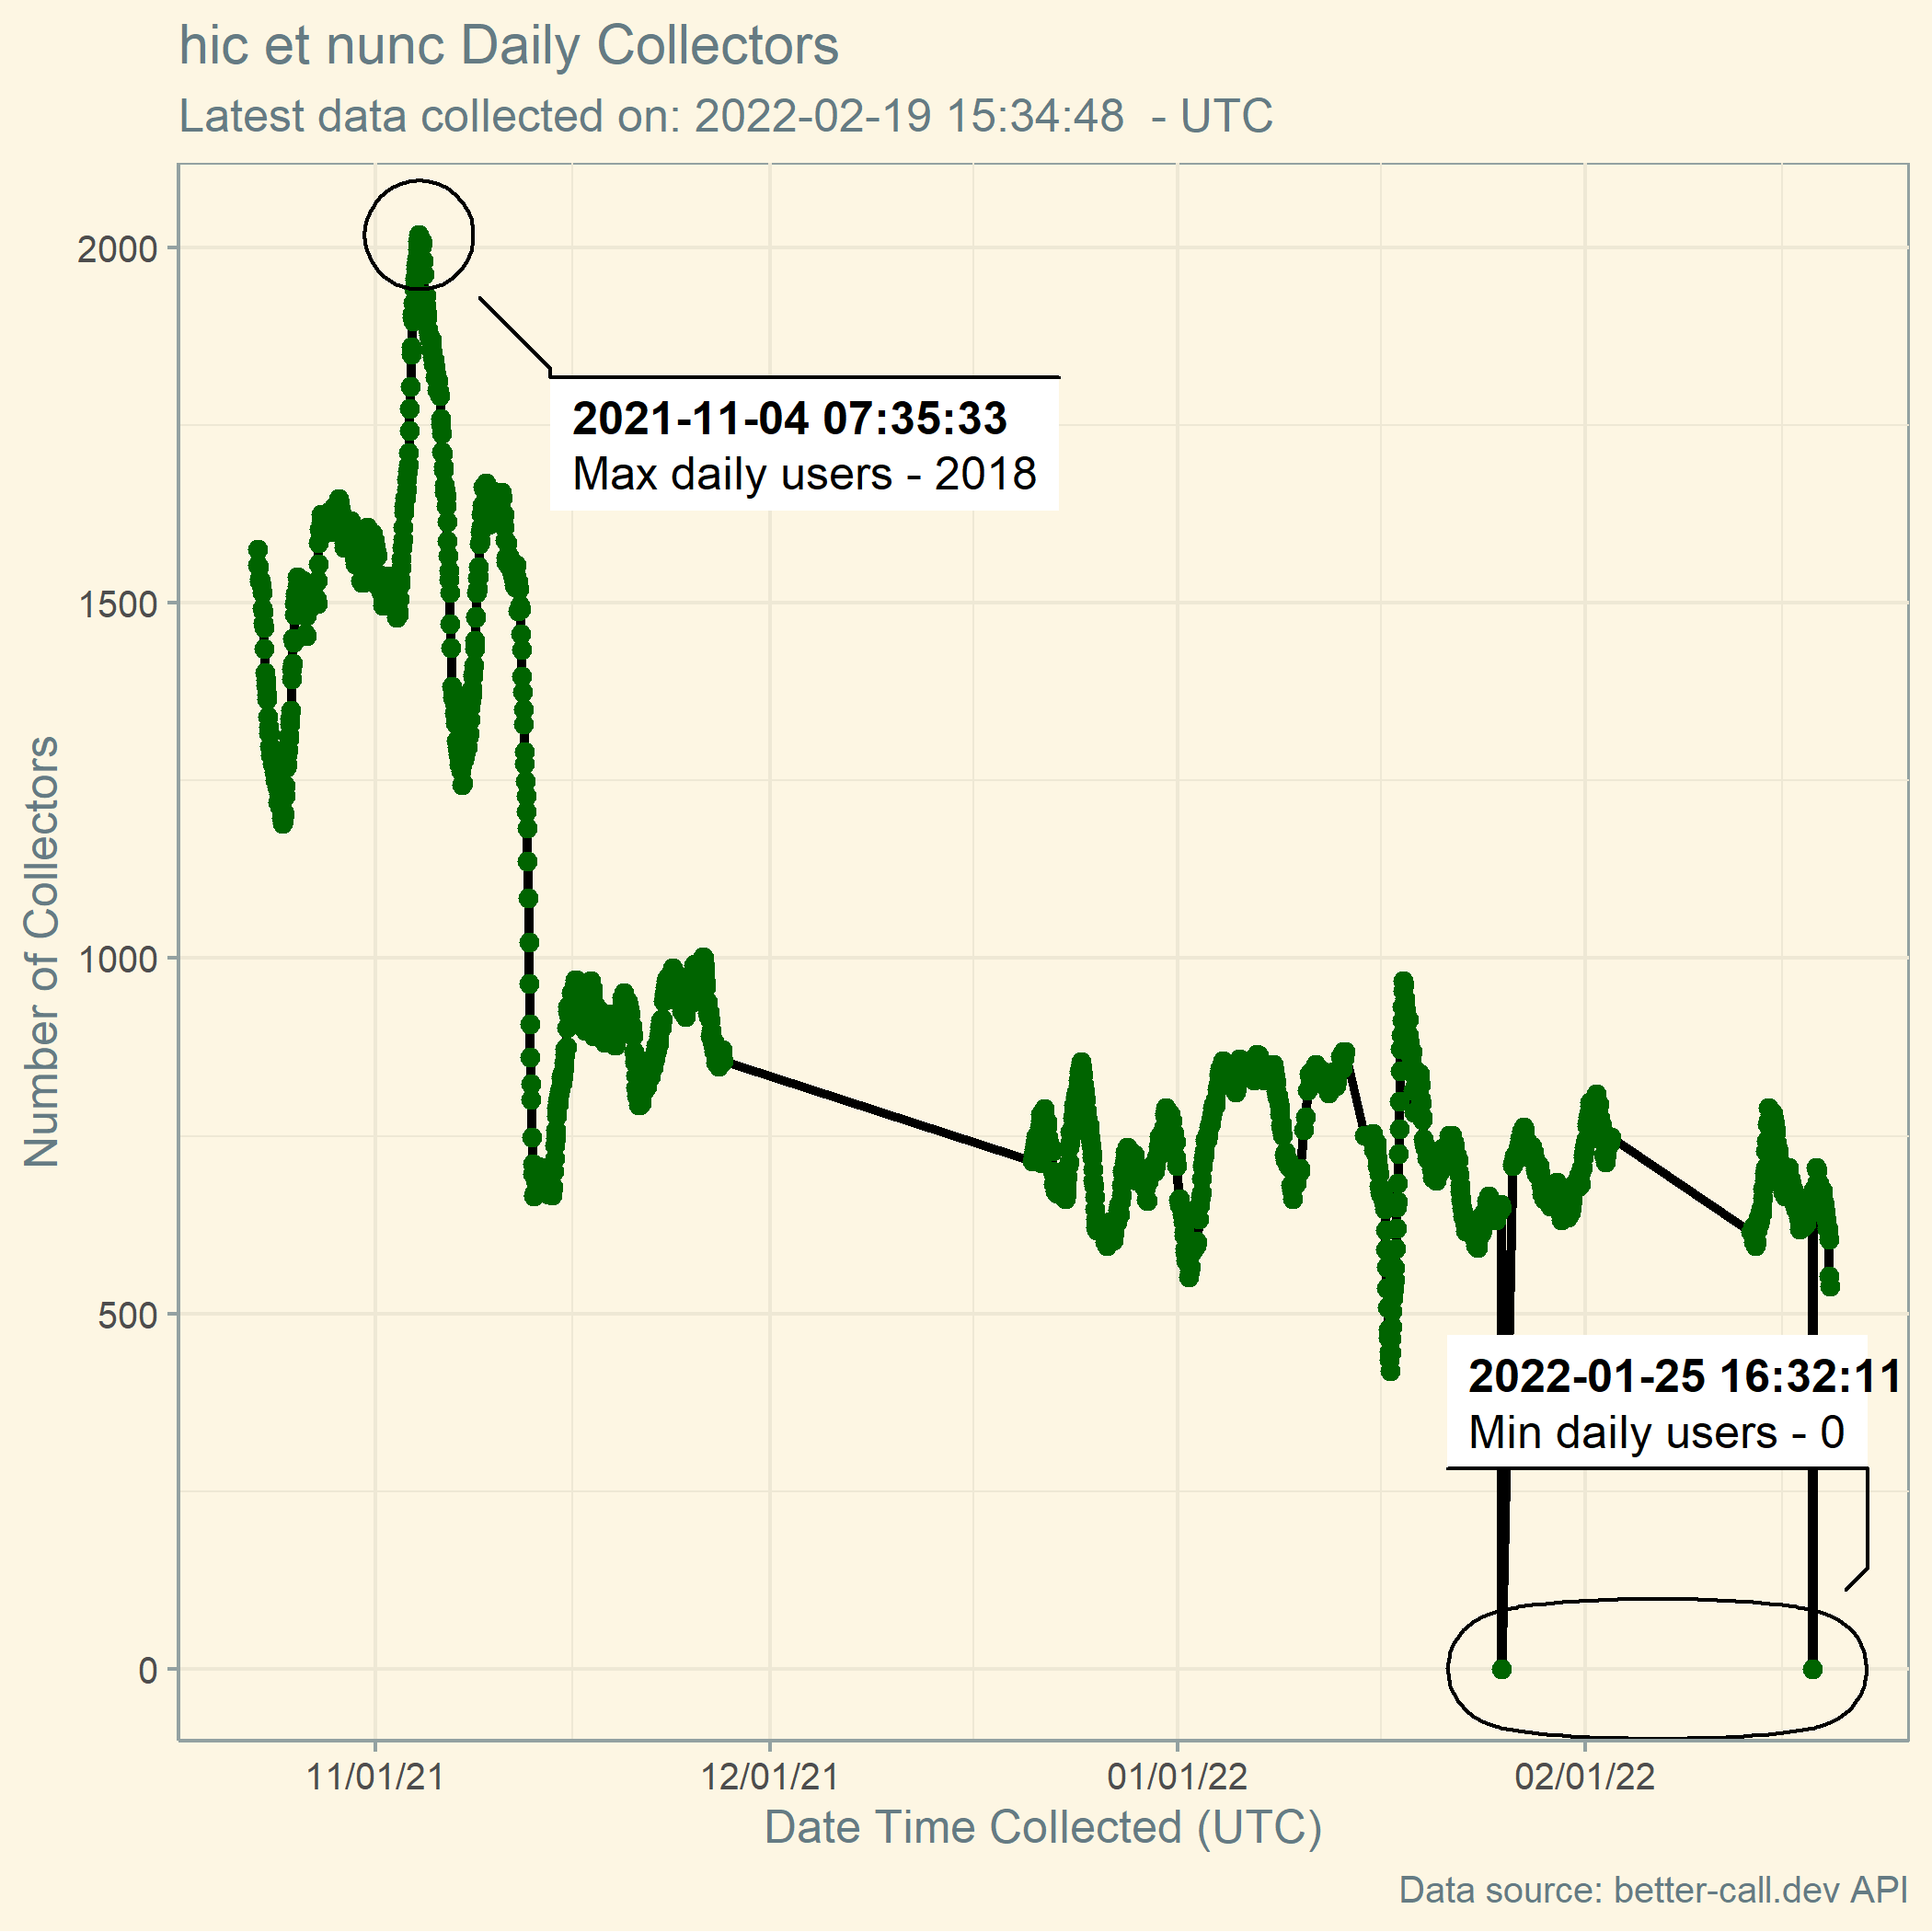 hic et nunc Daily Collectors
Latest data collected on: 2022-02-19 15:34:48  - UTC
2000
1500
1000
500
0
Number of Collectors
2021-11-04 07:35:33
Max daily users - 2018
2022-01-25 16:32:11
Min daily users - 0
11/01/21
12/01/21
01/01/22
02/01/22
Date Time Collected (UTC)
Data source: better-call.dev API